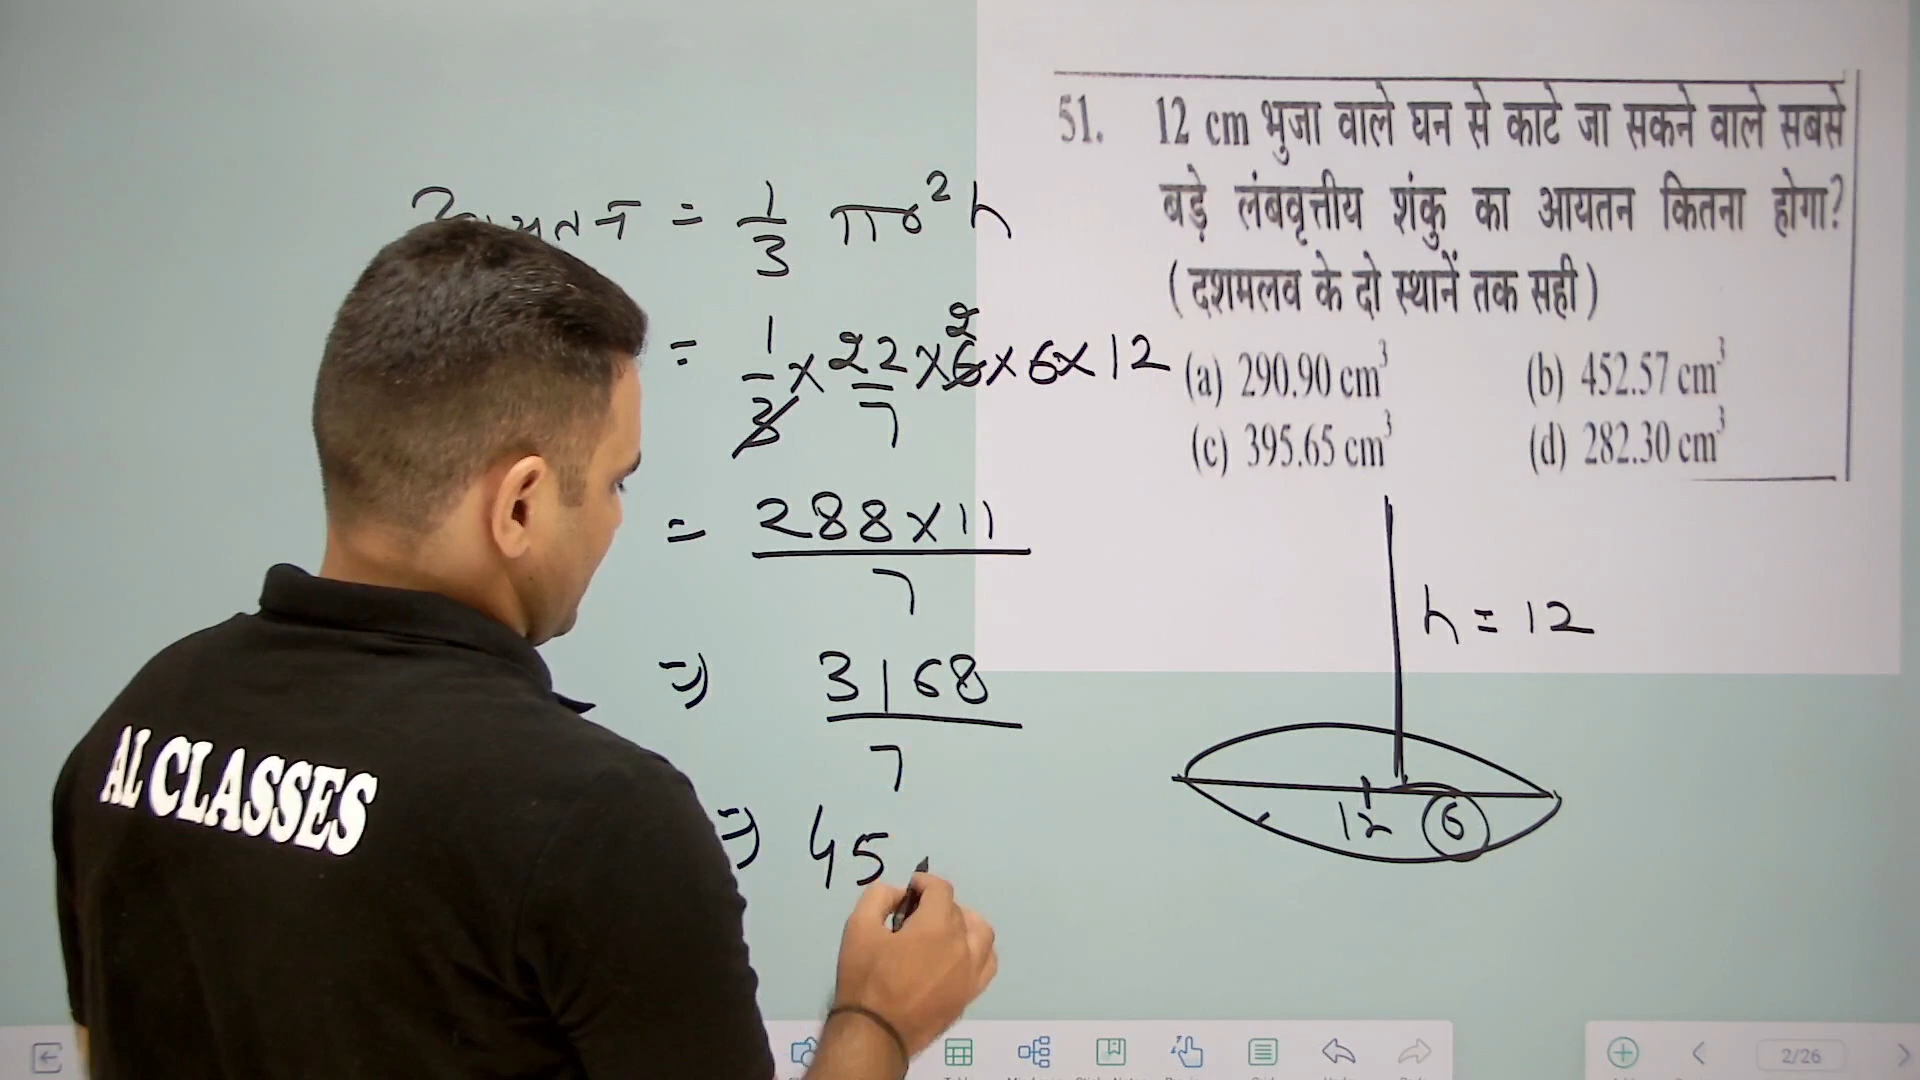 51. 12 cm भुजा वाले घन से काटे जा सकने वाले सबसे
बड़े लंबवृत्तीय शंकु का आयतन कितना होगा?
(दशमलव के दो स्थानें तक सही)
(a) 290.90 cm³ (b) 452.57 cm³
(c) 395.65 cm³ (d) 282.30 cm³
= 1/3 πr² h
= 1/3 × 22/7 × 6 × 6 × 12
2
= 288 × 11 / 7
⇒ 3168 / 7
⇒ 45
h = 12
12 6
AL CLASSES
2/26